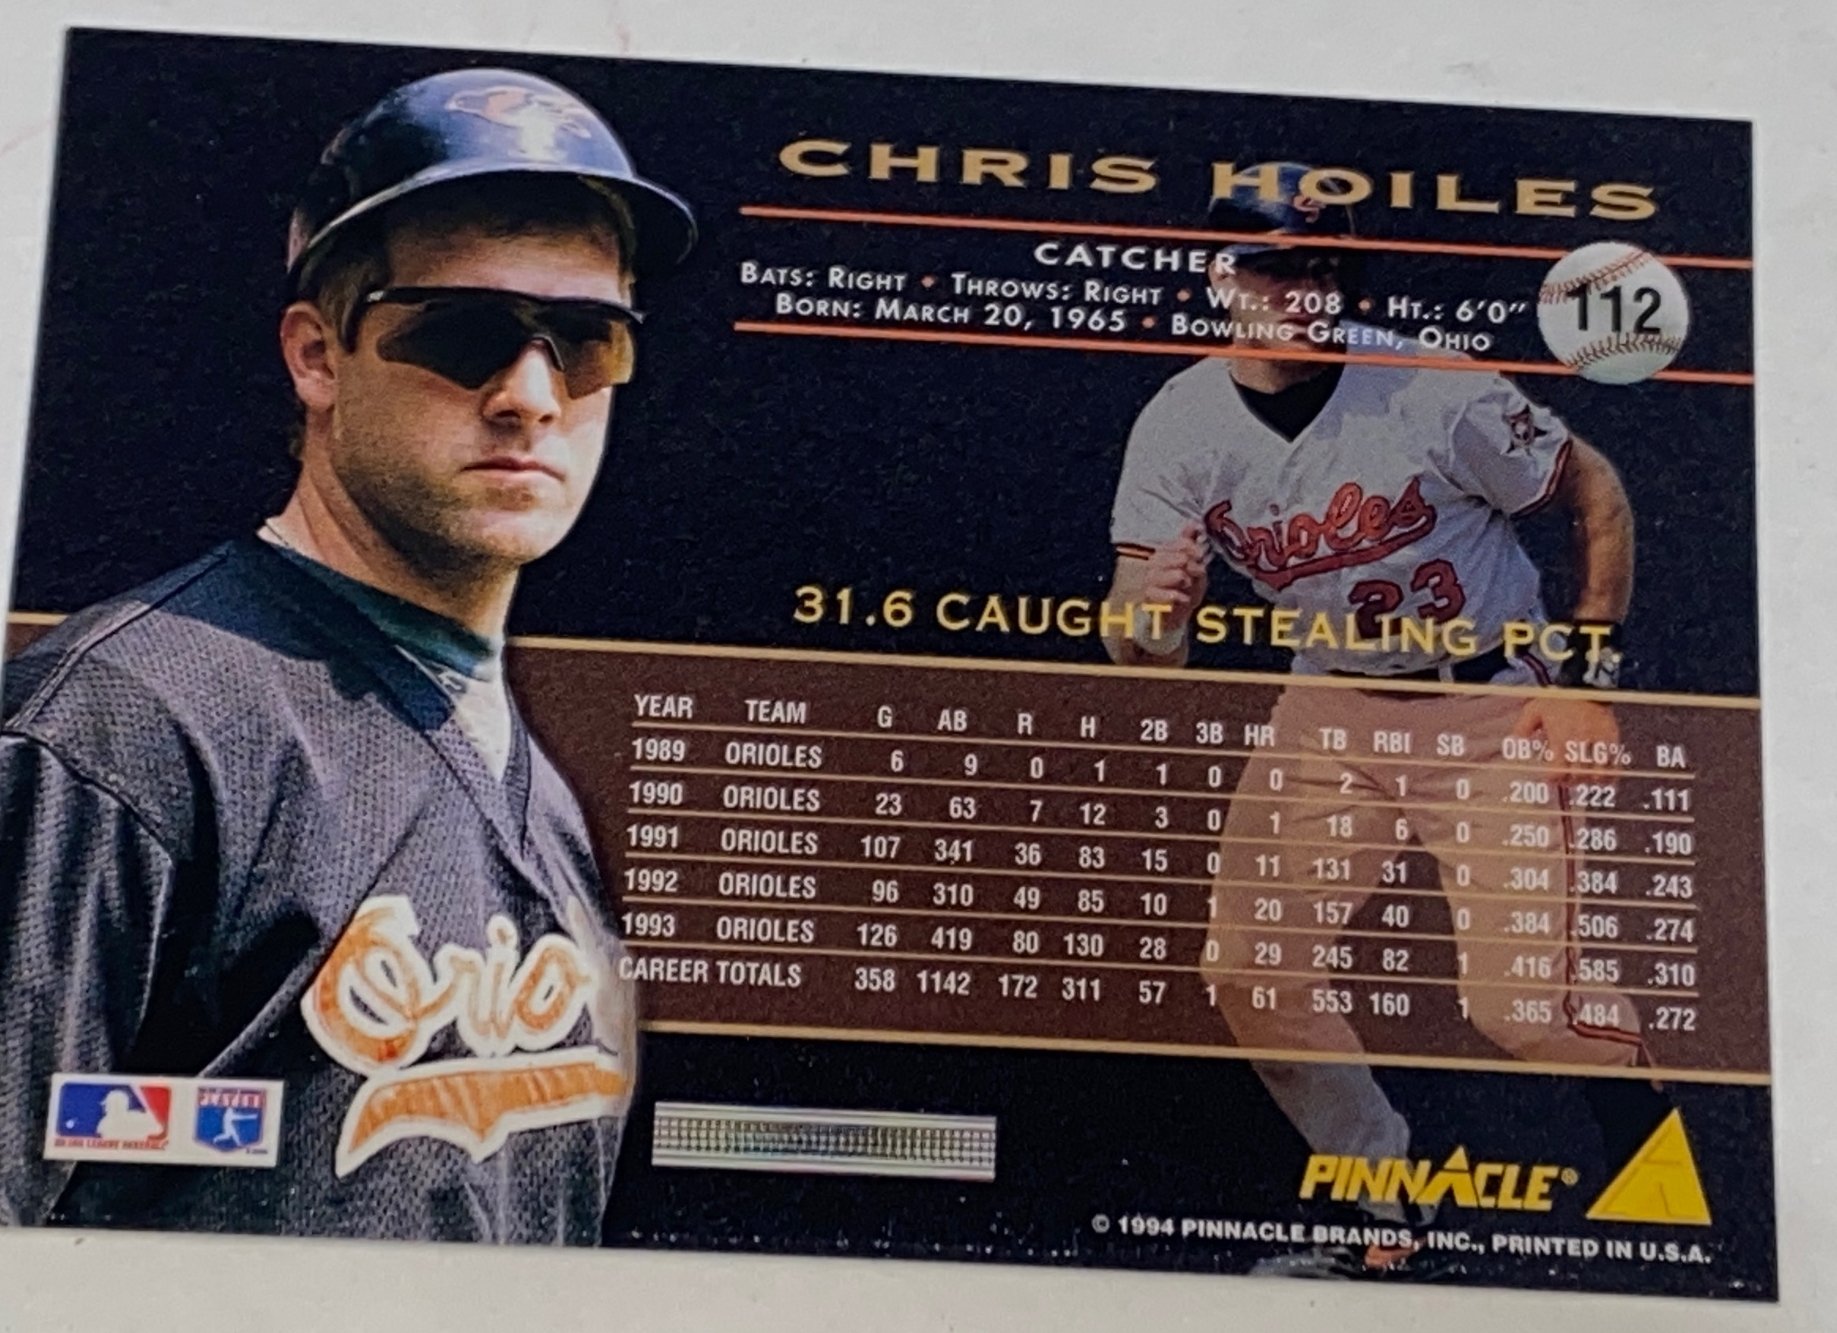 CHRIS HOILES
CATCHER
BATS: RIGHT • THROWS: RIGHT • WT.: 208 • HT.: 6'0"
BORN: MARCH 20, 1965 • BOWLING GREEN, OHIO
112
Orioles
23
31.6 CAUGHT STEALING PCT.
YEAR TEAM G AB R H 2B 3B HR TB RBI SB OB% SLG% BA
1989 ORIOLES 6 9 0 1 1 0 0 2 1 0 .200 .222 .111
1990 ORIOLES 23 63 7 12 3 0 1 18 6 0 .250 .286 .190
1991 ORIOLES 107 341 36 83 15 0 11 131 31 0 .304 .384 .243
1992 ORIOLES 96 310 49 85 10 1 20 157 40 0 .384 .506 .274
1993 ORIOLES 126 419 80 130 28 0 29 245 82 1 .416 .585 .310
CAREER TOTALS 358 1142 172 311 57 1 61 553 160 1 .365 .484 .272
Orio
MAJOR LEAGUE BASEBALL
PLAYERS
PINNACLE®
© 1994 PINNACLE BRANDS, INC., PRINTED IN U.S.A.